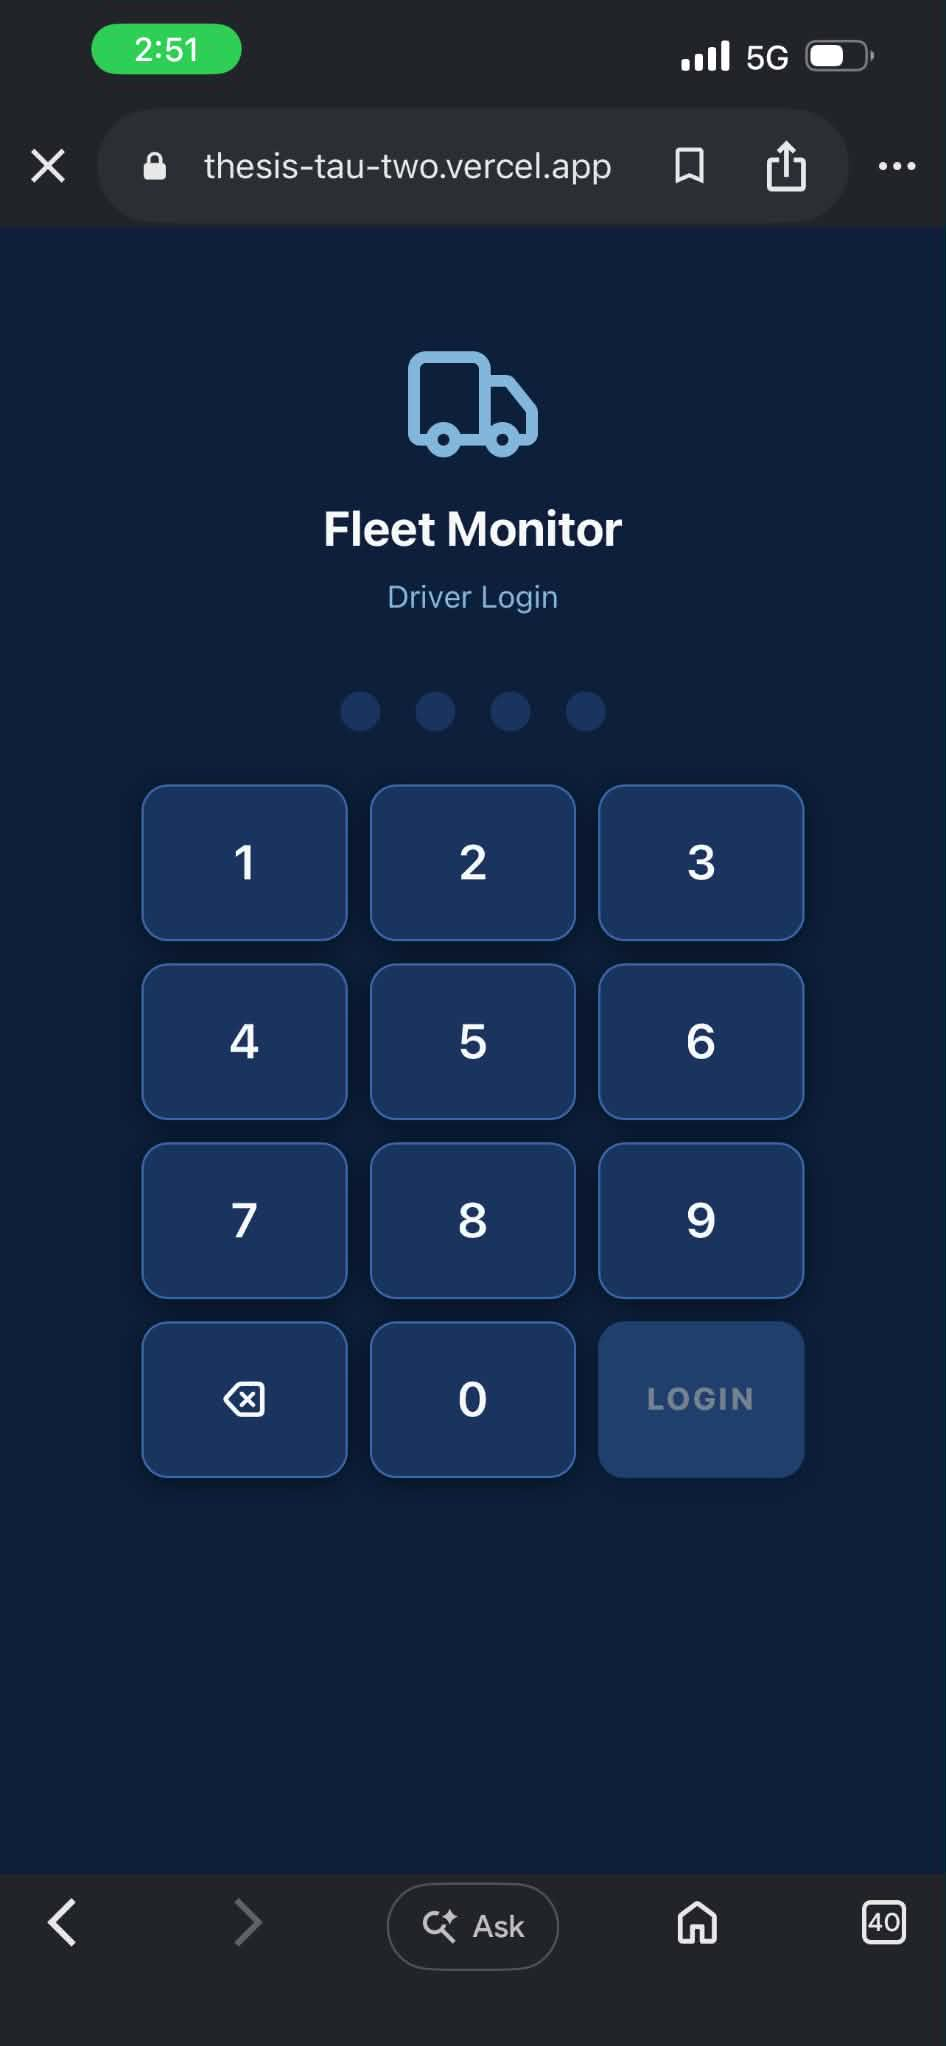 2:51 5G
thesis-tau-two.vercel.app
Fleet Monitor
Driver Login
1 2 3
4 5 6
7 8 9
0 LOGIN
Ask 40